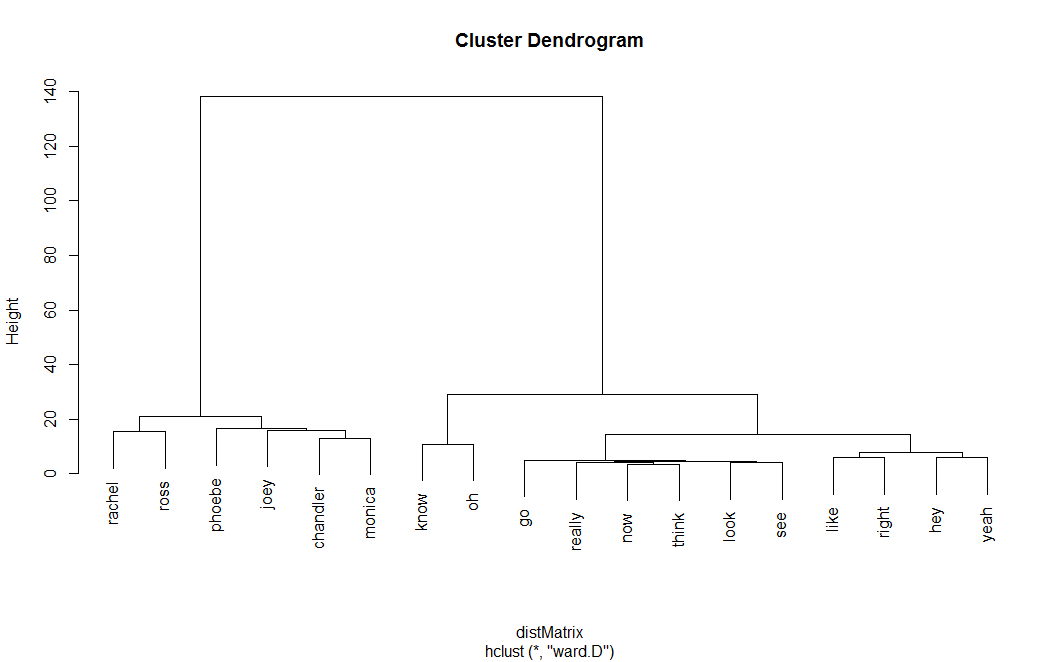 Cluster Dendrogram
Height
140
120
100
80
60
40
20
0
rachel
ross
phoebe
joey
chandler
monica
know
oh
go
really
now
think
look
see
like
right
hey
yeah
distMatrix
hclust (*, "ward.D")